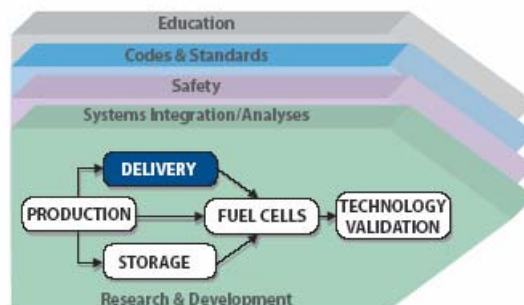 Education
Codes & Standards
Safety
Systems Integration/Analyses
DELIVERY
PRODUCTION
FUEL CELLS
TECHNOLOGY
VALIDATION
STORAGE
Research & Development